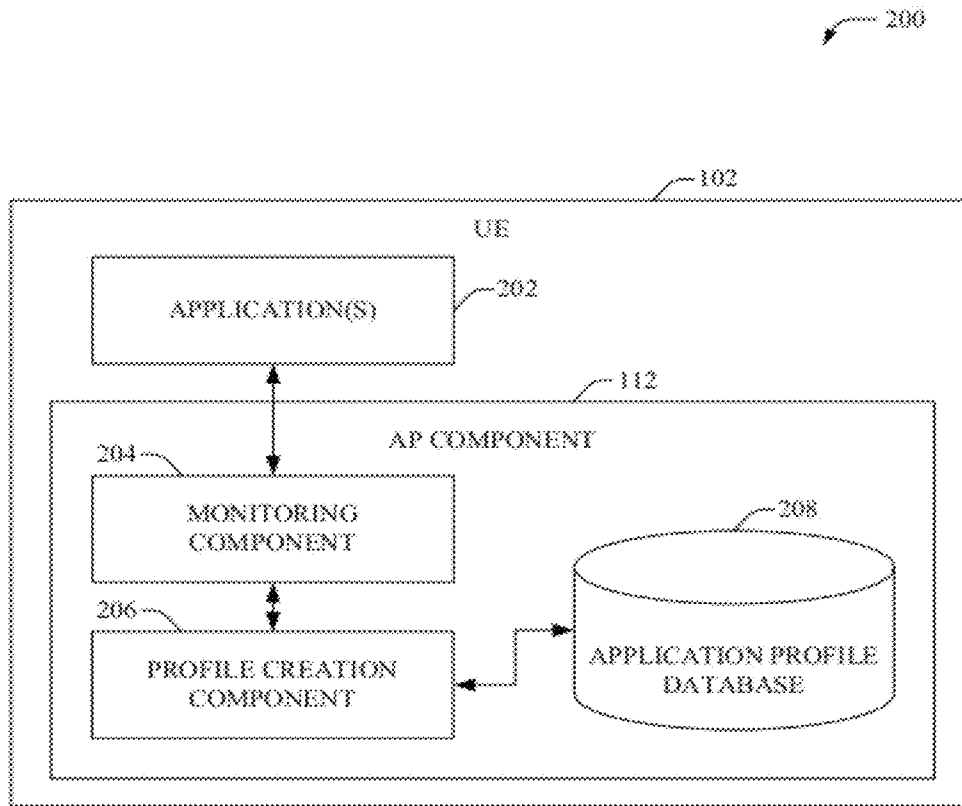 200
102
UE
APPLICATION(S)
202
112
AP COMPONENT
204
MONITORING
COMPONENT
208
206
PROFILE CREATION
COMPONENT
APPLICATION PROFILE
DATABASE